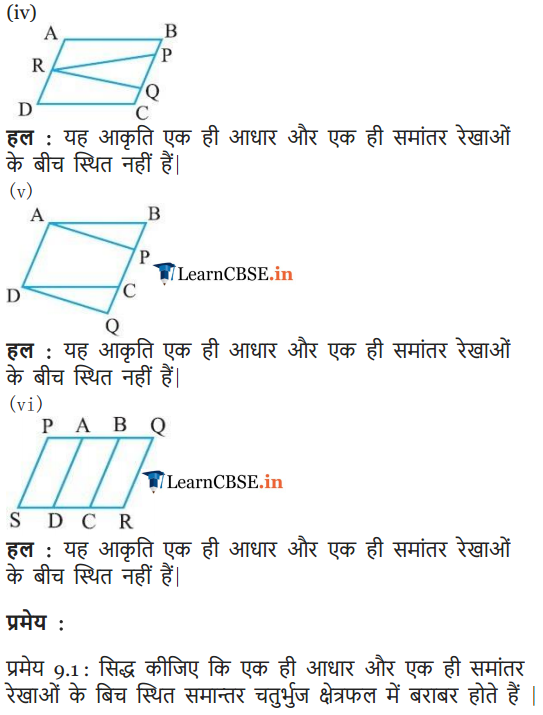 (iv)
A B
R P
Q
D C
हल : यह आकृति एक ही आधार और एक ही समांतर रेखाओं
के बीच स्थित नहीं हैं|
(v)
A B
P
LearnCBSE.in
D C
Q
हल : यह आकृति एक ही आधार और एक ही समांतर रेखाओं
के बीच स्थित नहीं हैं|
(vi)
P A B Q
LearnCBSE.in
S D C R
हल : यह आकृति एक ही आधार और एक ही समांतर रेखाओं
के बीच स्थित नहीं हैं|
प्रमेय :
प्रमेय 9.1: सिद्ध कीजिए कि एक ही आधार और एक ही समांतर
रेखाओं के बिच स्थित समान्तर चतुर्भुज क्षेत्रफल में बराबर होते हैं |